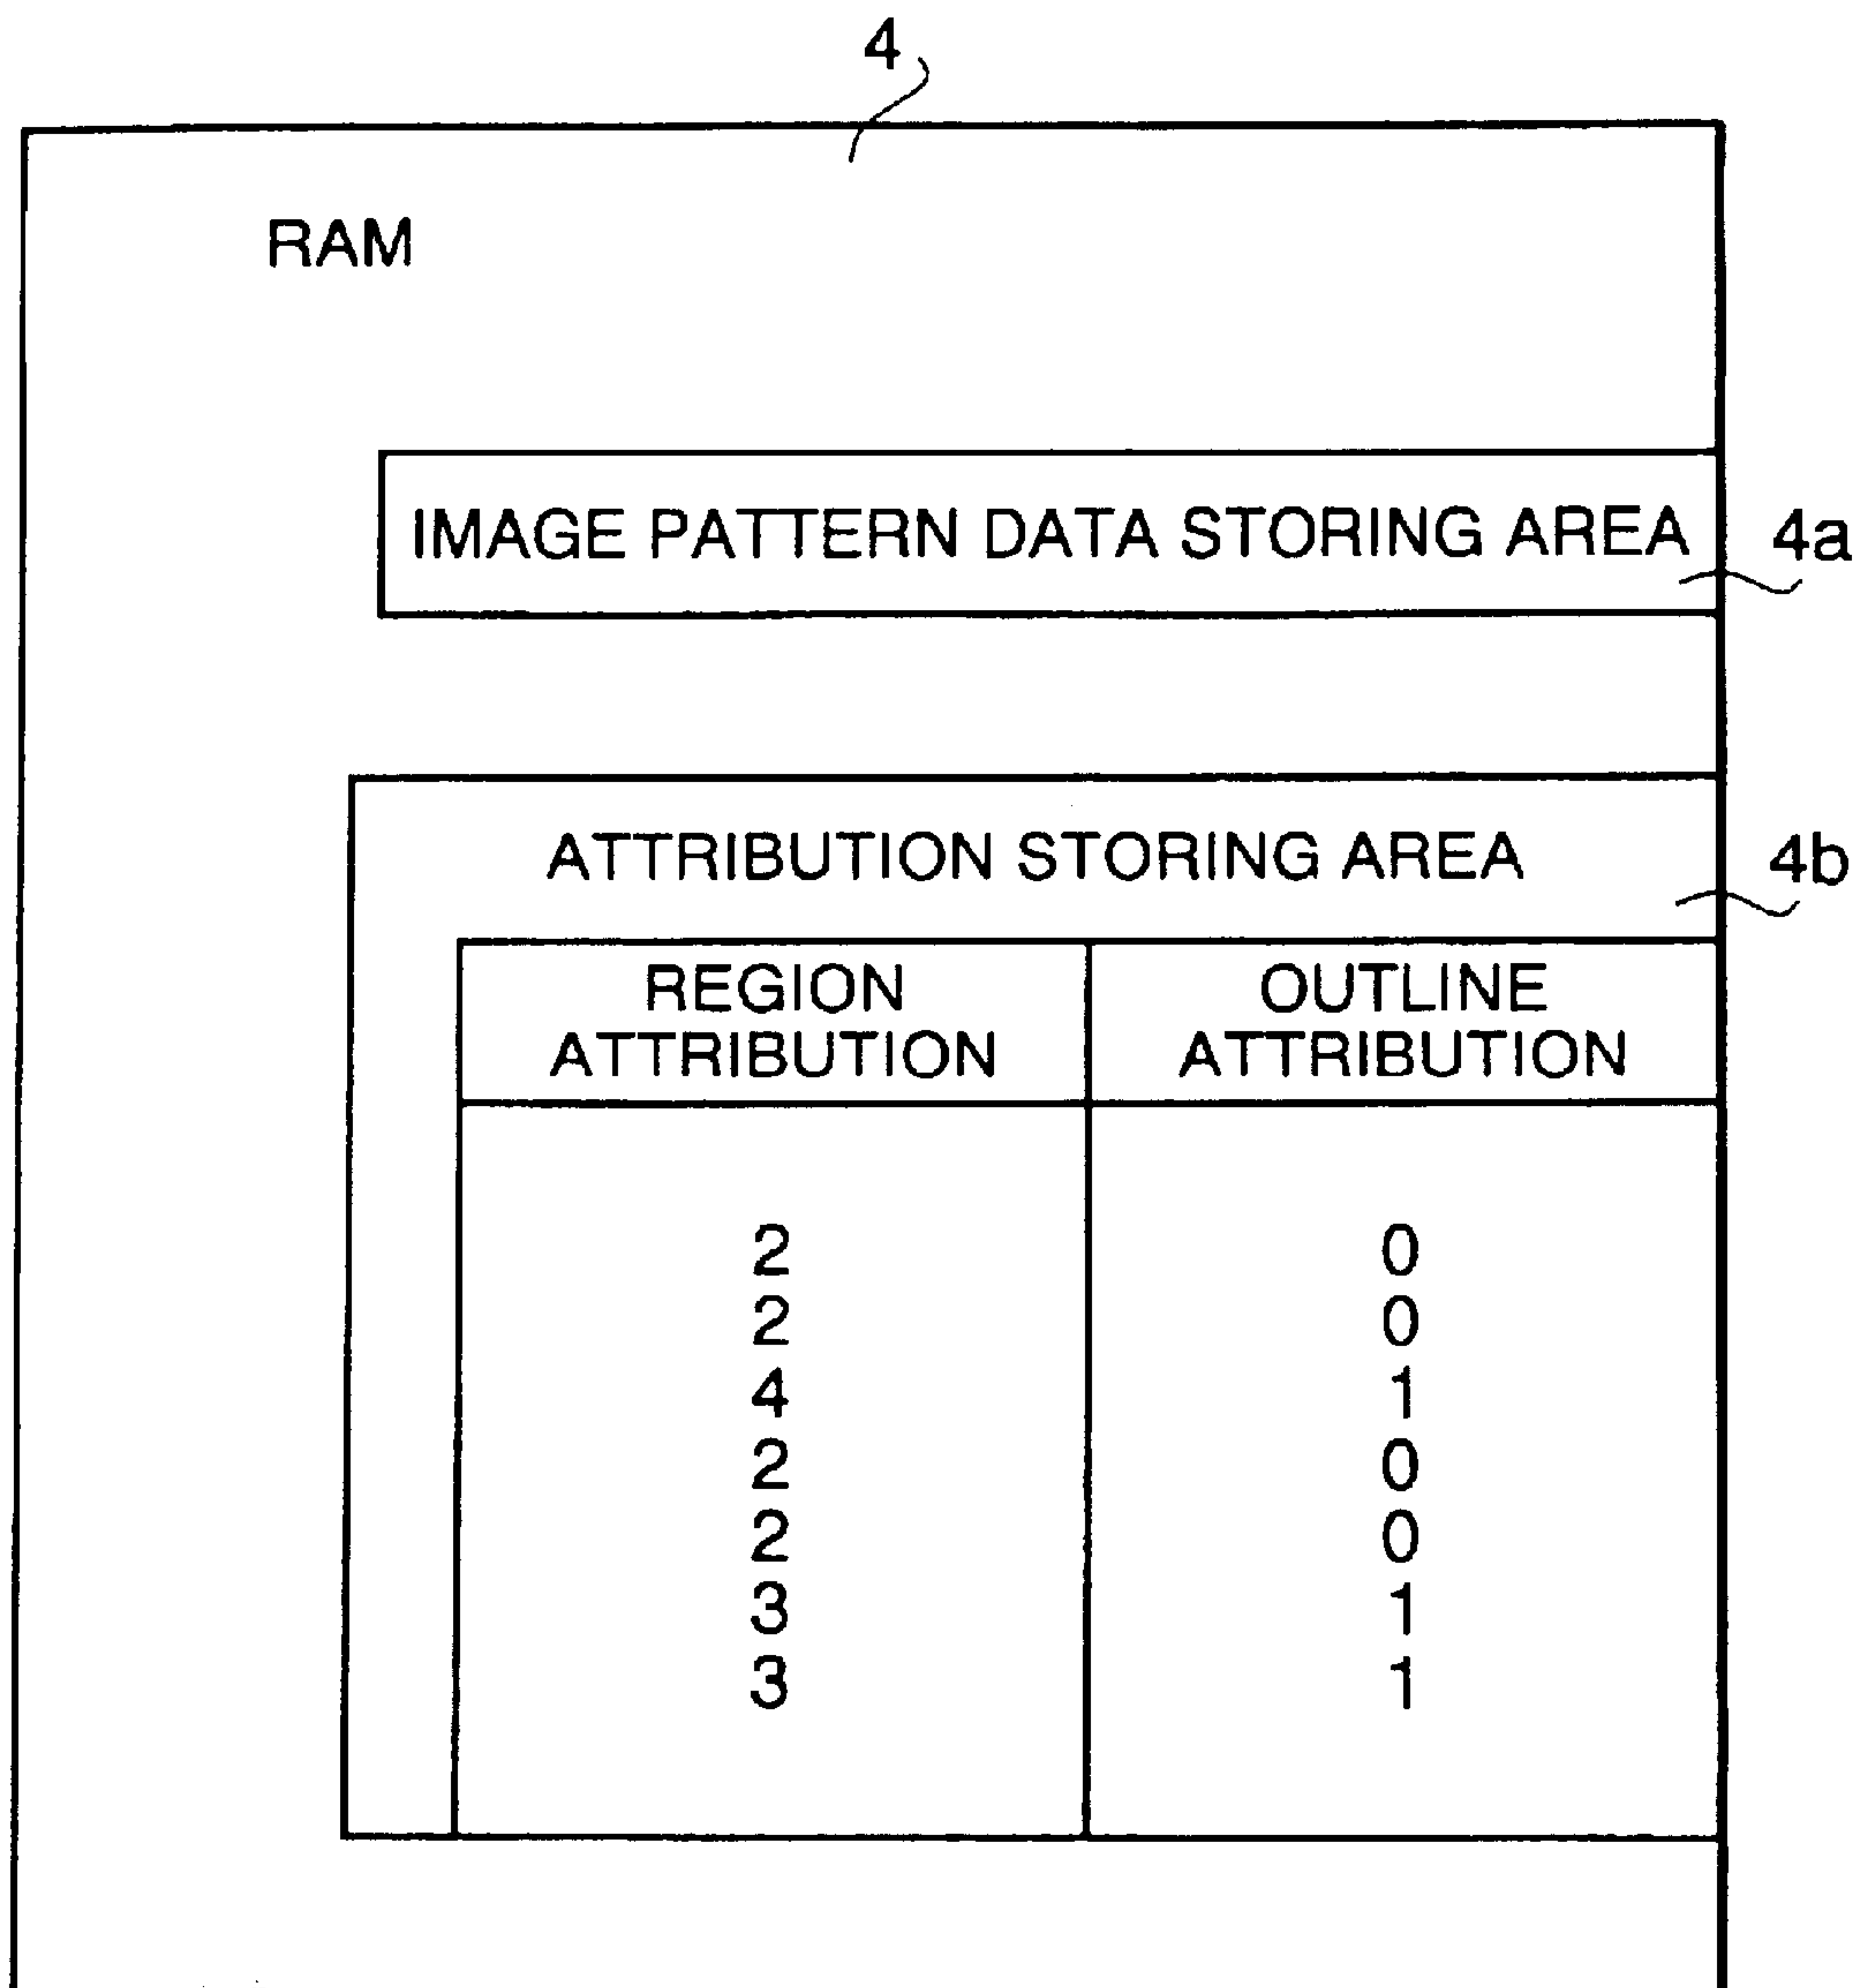 4
RAM
IMAGE PATTERN DATA STORING AREA 4a
ATTRIBUTION STORING AREA 4b
REGION ATTRIBUTION OUTLINE ATTRIBUTION
2 0
2 0
4 1
2 0
2 0
3 1
3 1